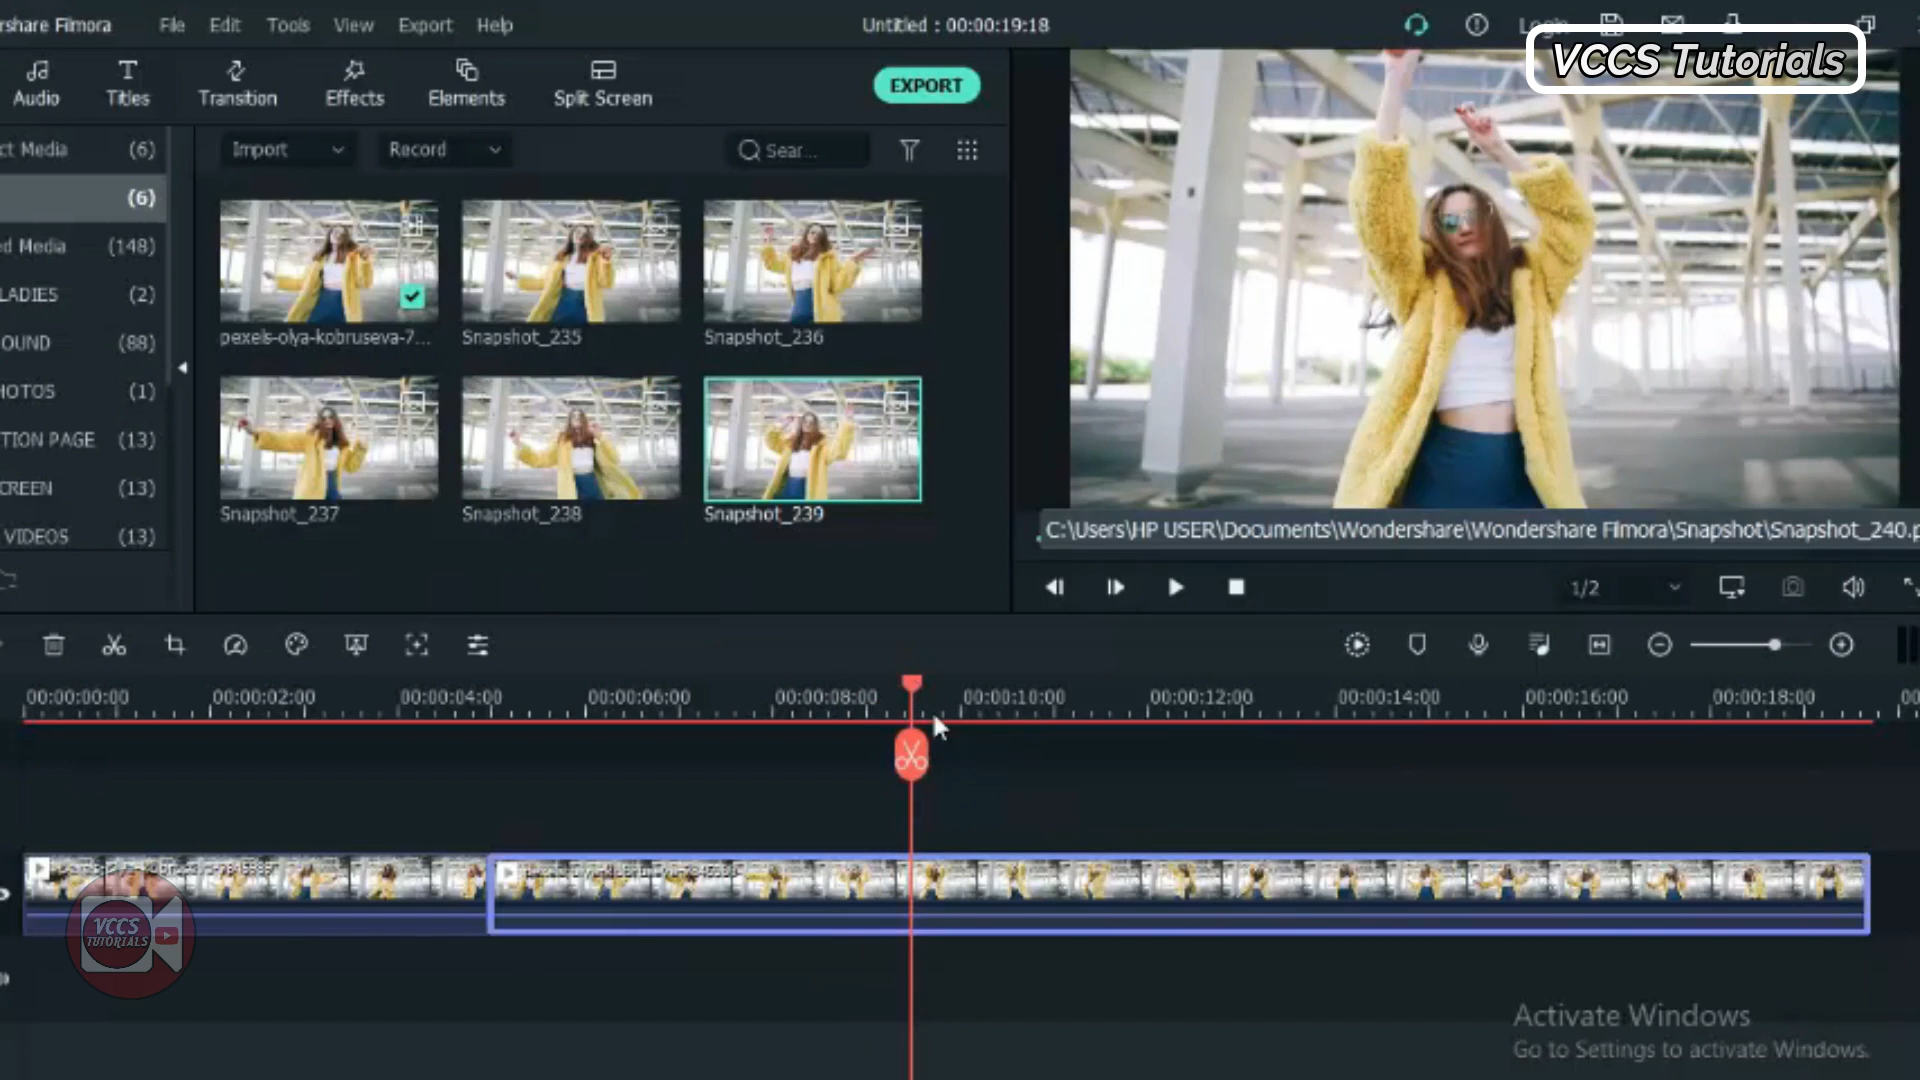 rshare Filmora
File
Edit
Tools
View
Export
Help
Untitled : 00:00:19:18
VCCS Tutorials
Audio
Titles
Transition
Effects
Elements
Split Screen
EXPORT
ct Media (6)
(6)
ed Media (148)
LADIES (2)
OUND (88)
HOTOS (1)
TION PAGE (13)
CREEN (13)
VIDEOS (13)
Import
Record
Sear...
pexels-olya-kobruseva-7...
Snapshot_235
Snapshot_236
Snapshot_237
Snapshot_238
Snapshot_239
C:\Users\HP USER\Documents\Wondershare\Wondershare Filmora\Snapshot\Snapshot_240.p
1/2
00:00:00:00
00:00:02:00
00:00:04:00
00:00:06:00
00:00:08:00
00:00:10:00
00:00:12:00
00:00:14:00
00:00:16:00
00:00:18:00
00
VCCS
TUTORIALS
Activate Windows
Go to Settings to activate Windows.